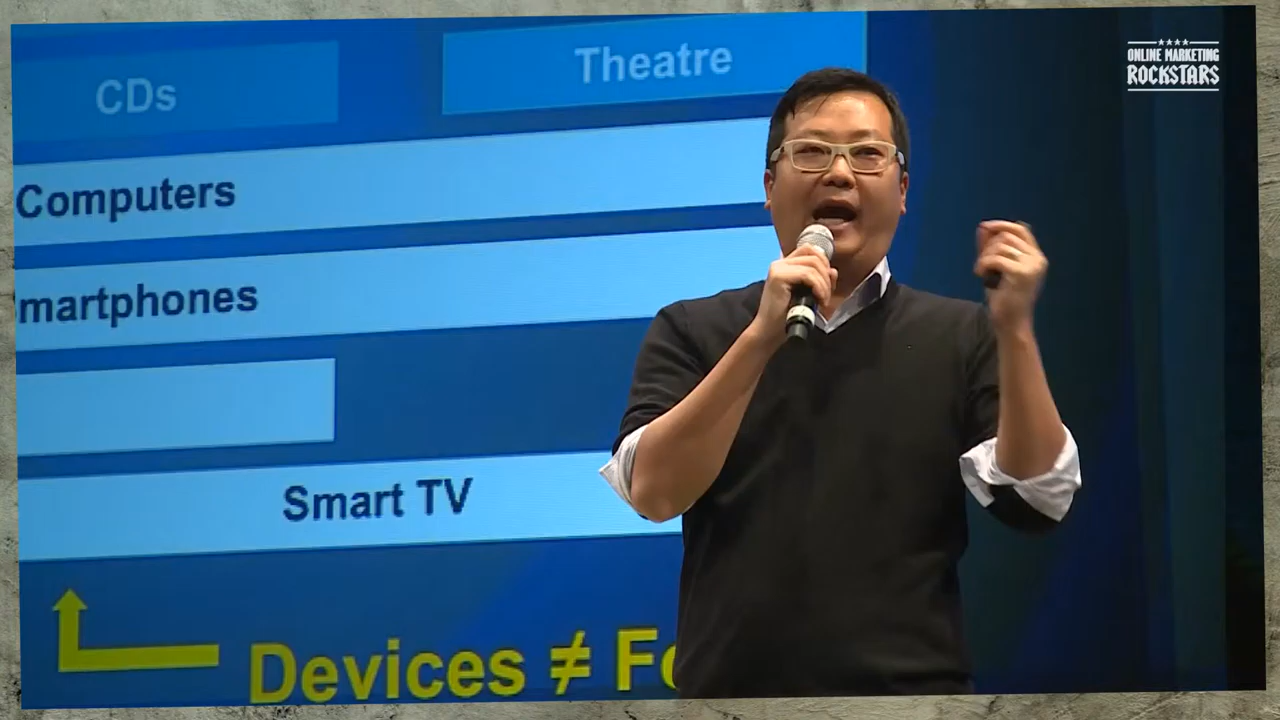 CDs
Theatre
Computers
martphones
Smart TV
Devices ≠ Fo
ONLINE MARKETING
ROCKSTARS